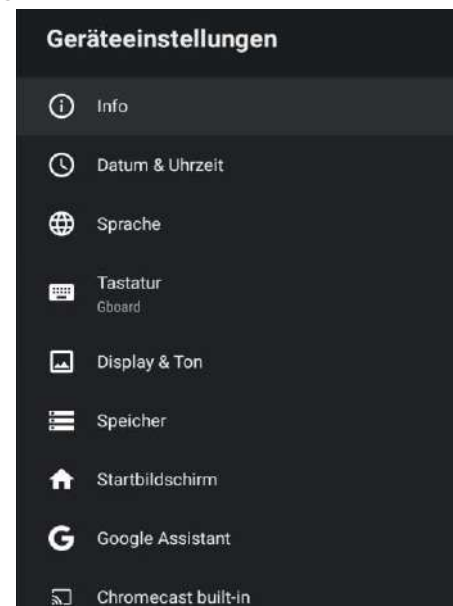 Geräteeinstellungen
Info
Datum & Uhrzeit
Sprache
Tastatur
Gboard
Display & Ton
Speicher
Startbildschirm
Google Assistant
Chromecast built-in